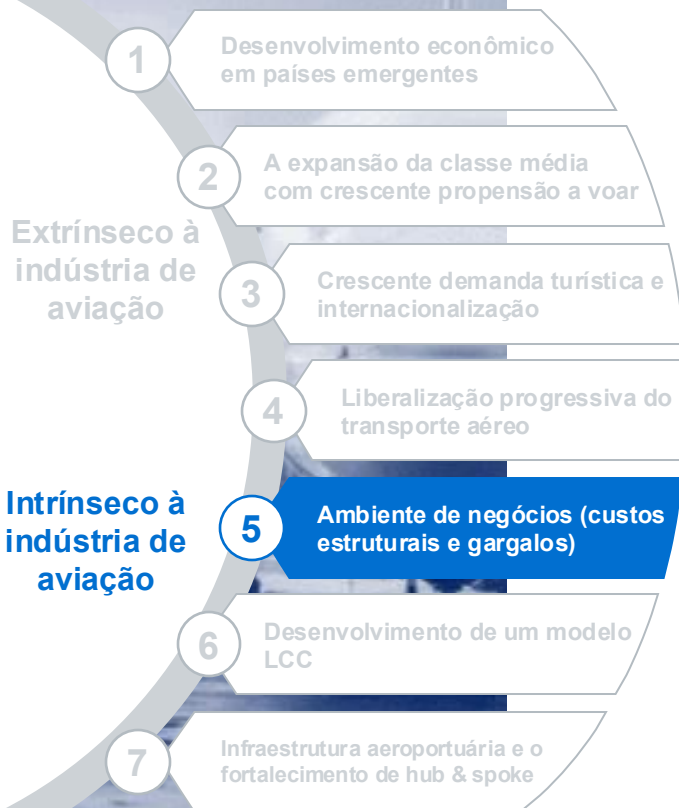 1
Desenvolvimento econômico
em países emergentes
2
A expansão da classe média
com crescente propensão a voar
Extrínseco à
indústria de
aviação
3
Crescente demanda turística e
internacionalização
4
Liberalização progressiva do
transporte aéreo
Intrínseco à
indústria de
aviação
5
Ambiente de negócios (custos
estruturais e gargalos)
6
Desenvolvimento de um modelo
LCC
7
Infraestrutura aeroportuária e o
fortalecimento de hub & spoke